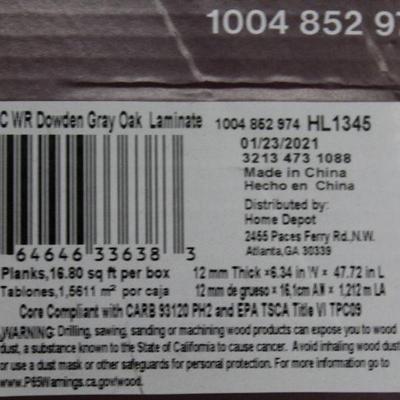 1004 852 97
C WR Dowden Gray Oak Laminate 1004 852 974 HL1345
01/23/2021
3213 473 1088
Made in China
Hecho en China
Distributed by:
Home Depot
2455 Paces Ferry Rd.,N.W.
Atlanta,GA 30339
6 4646 33638 3
Planks,16.80 sq ft per box 12 mm Thick ×6.34 in W × 47.72 in L
Tablones,1,5611 m² por caja 12 mm de grueso × 16,1cm AN × 1,212 m LA
Core Compliant with CARB 93120 PH2 and EPA TSCA Title VI TPC09
WARNING: Drilling, sawing, sanding or machining wood products can expose you to wood
dust, a substance known to the State of California to cause cancer. Avoid inhaling wood dust
or use a dust mask or other safeguards for personal protection. For more information go to
www.P65Warnings.ca.gov/wood.